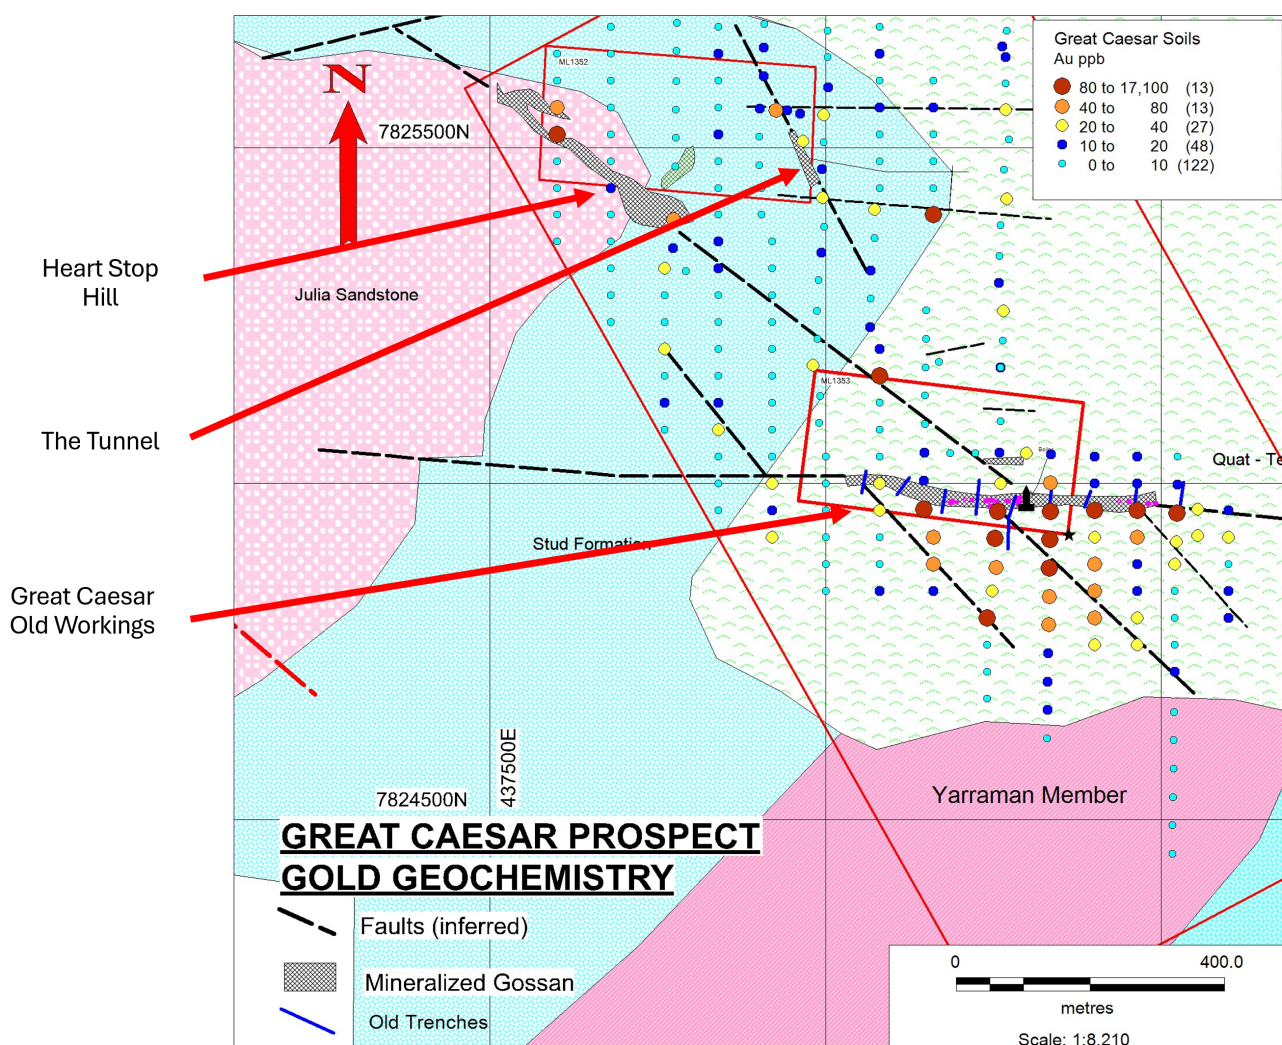 Great Caesar Soils
Au ppb
80 to 17,100 (13)
40 to 80 (13)
20 to 40 (27)
10 to 20 (48)
0 to 10 (122)
ML1352
N
7825500N
Heart Stop
Hill
Julia Sandstone
ML1353
The Tunnel
Quat - Te
Stud Formation
Great Caesar
Old Workings
437500E
7824500N
Yarraman Member
GREAT CAESAR PROSPECT
GOLD GEOCHEMISTRY
Faults (inferred)
Mineralized Gossan
Old Trenches
0 400.0
metres
Scale: 1:8,210